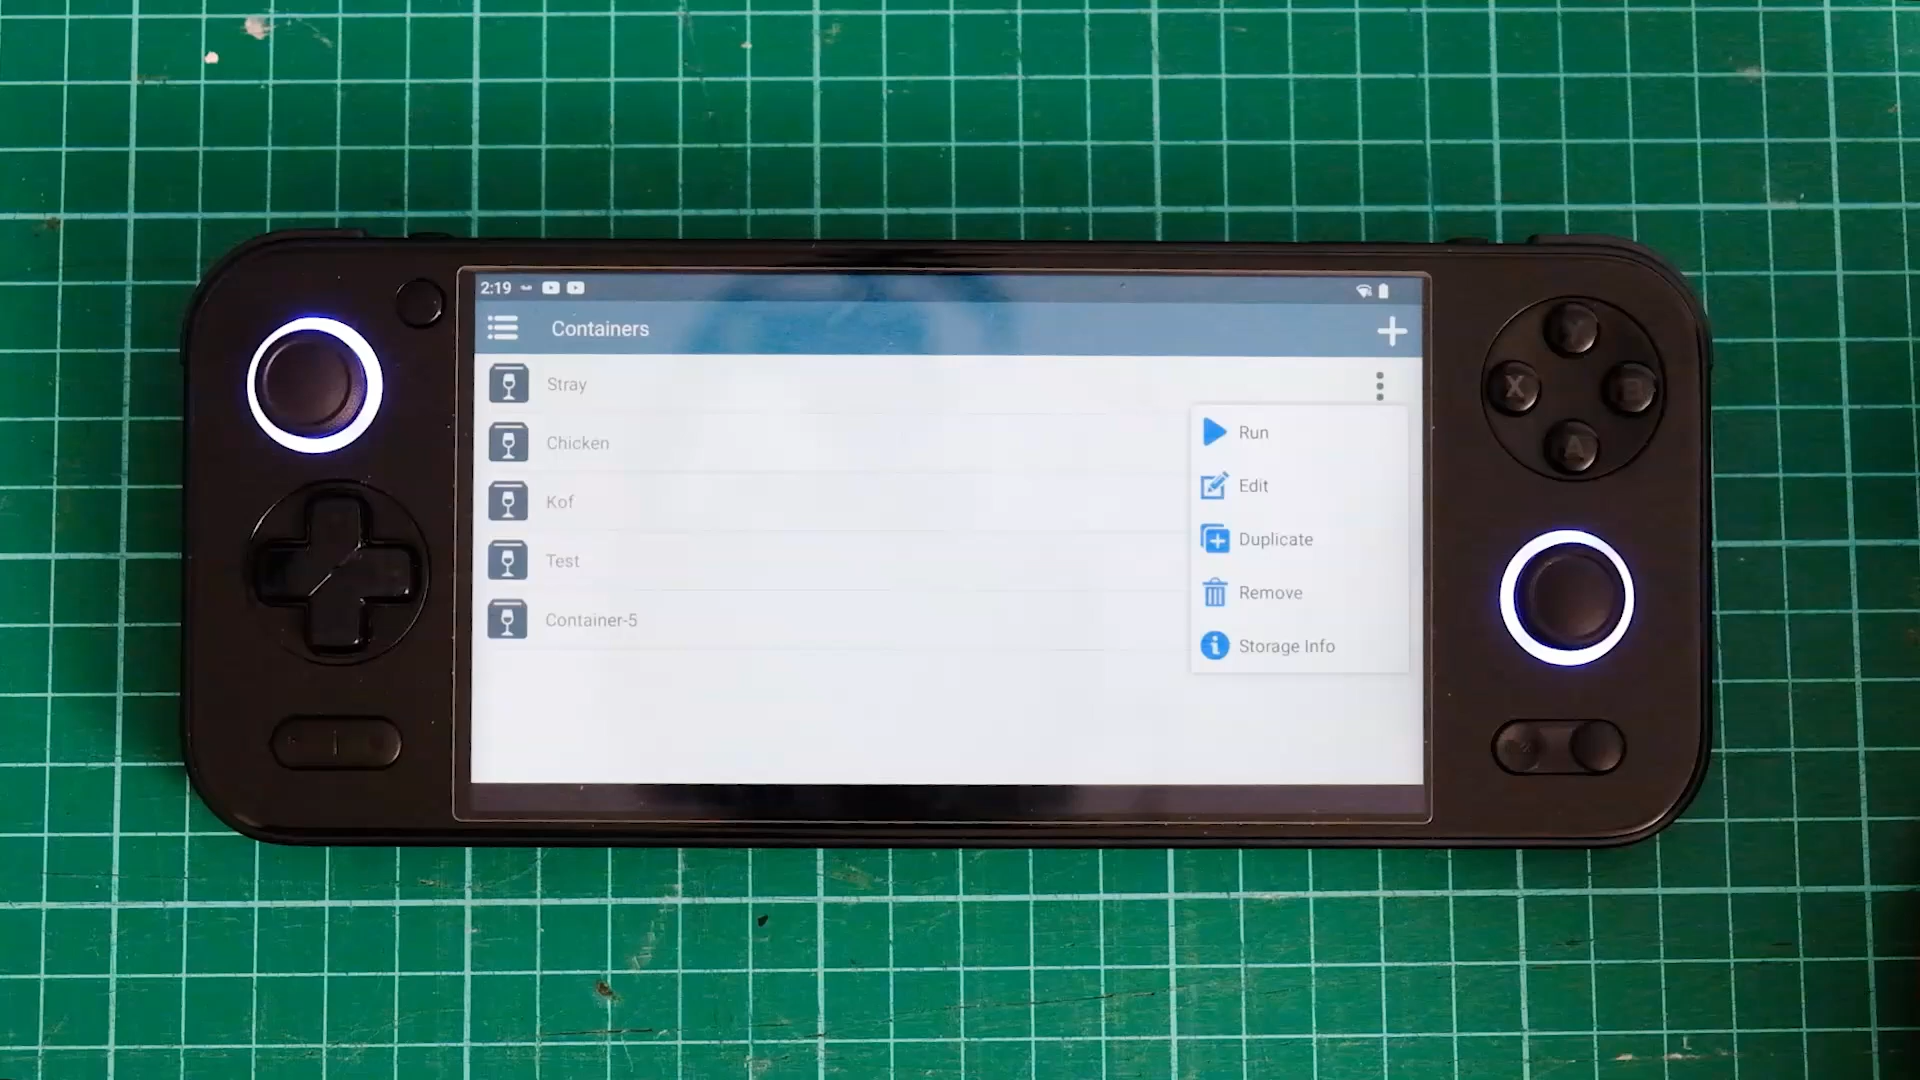 2:19
Containers
Stray
Chicken
Kof
Test
Container-5
Run
Edit
Duplicate
Remove
Storage Info
Y
X
B
A